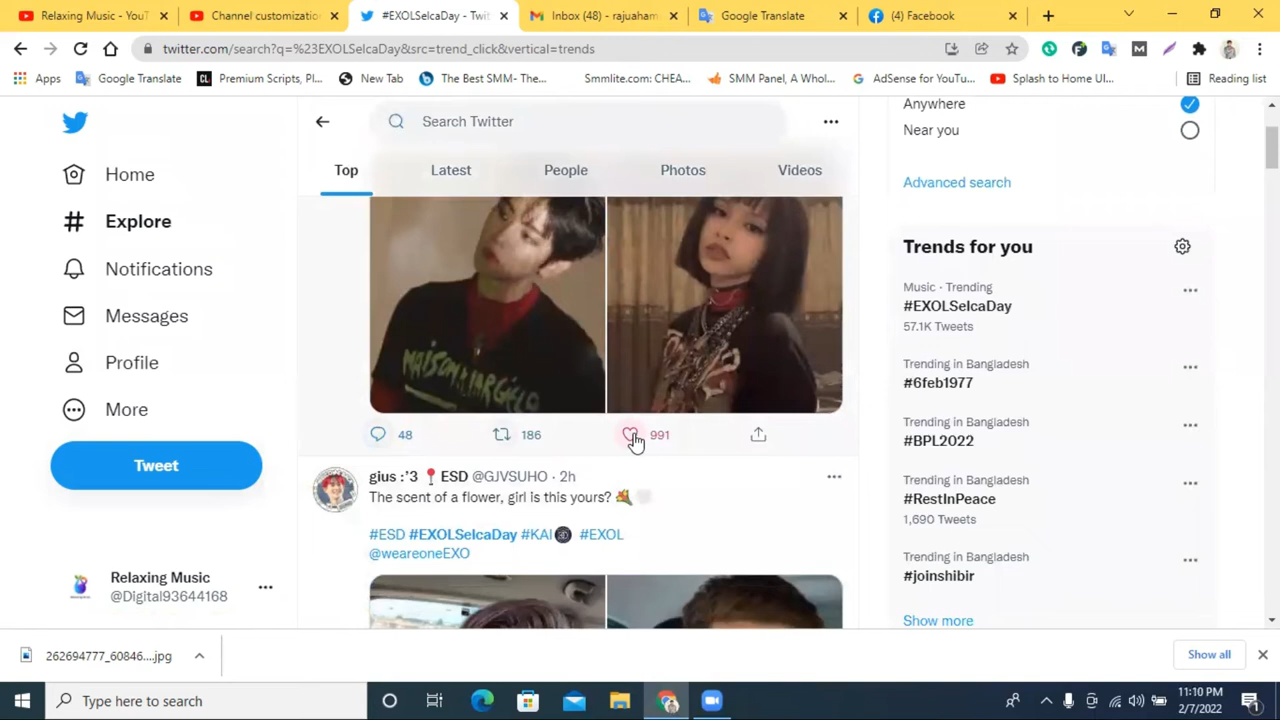 Relaxing Music - YouT
Channel customizatio
#EXOLSelcaDay - Twit
Inbox (48) - rajuaham
Google Translate
(4) Facebook
twitter.com/search?q=%23EXOLSelcaDay&src=trend_click&vertical=trends
Apps
Google Translate
CL
Premium Scripts, Pl...
New Tab
The Best SMM- The...
Smmlite.com: CHEA...
SMM Panel, A Whol...
AdSense for YouTu...
Splash to Home UI...
Reading list
Home
Explore
Notifications
Messages
Profile
More
Tweet
Relaxing Music
@Digital93644168
Search Twitter
Top
Latest
People
Photos
Videos
48
186
991
gius :'3 📍 ESD @GJVSUHO · 2h
The scent of a flower, girl is this yours? 💐🤍
#ESD #EXOLSelcaDay #KAI #EXOL
@weareoneEXO
Anywhere
Near you
Advanced search
Trends for you
Music · Trending
#EXOLSelcaDay
57.1K Tweets
Trending in Bangladesh
#6feb1977
Trending in Bangladesh
#BPL2022
Trending in Bangladesh
#RestInPeace
1,690 Tweets
Trending in Bangladesh
#joinshibir
Show more
262694777_60846....jpg
Show all
Type here to search
11:10 PM
2/7/2022
1